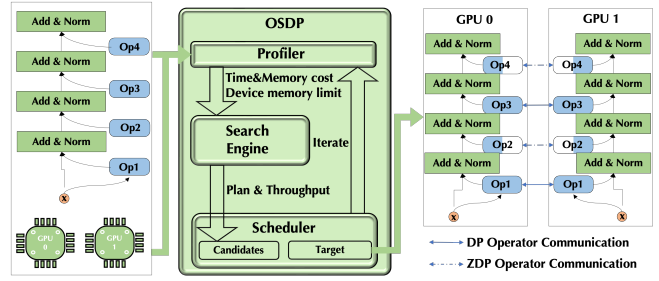 Add & Norm
Op4
Add & Norm
Op3
Add & Norm
Op2
Add & Norm
Op1
x
GPU
0
GPU
1
OSDP
Profiler
Time&Memory cost
Device memory limit
Search
Engine
Iterate
Plan & Throughput
Scheduler
Candidates
Target
GPU 0
GPU 1
Add & Norm
Add & Norm
Op4
Op4
Add & Norm
Add & Norm
Op3
Op3
Add & Norm
Add & Norm
Op2
Op2
Add & Norm
Add & Norm
Op1
Op1
x
x
DP Operator Communication
ZDP Operator Communication